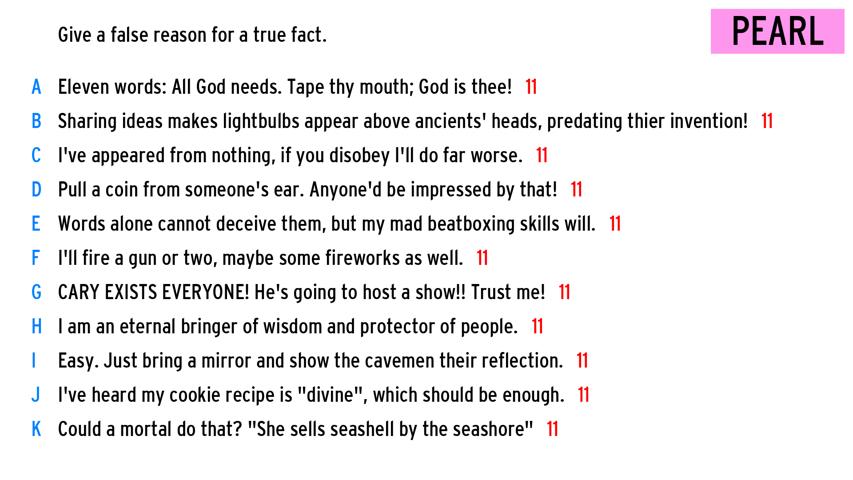 Give a false reason for a true fact.
PEARL
A Eleven words: All God needs. Tape thy mouth; God is thee! 11
B Sharing ideas makes lightbulbs appear above ancients' heads, predating thier invention! 11
C I've appeared from nothing, if you disobey I'll do far worse. 11
D Pull a coin from someone's ear. Anyone'd be impressed by that! 11
E Words alone cannot deceive them, but my mad beatboxing skills will. 11
F I'll fire a gun or two, maybe some fireworks as well. 11
G CARY EXISTS EVERYONE! He's going to host a show!! Trust me! 11
H I am an eternal bringer of wisdom and protector of people. 11
I Easy. Just bring a mirror and show the cavemen their reflection. 11
J I've heard my cookie recipe is "divine", which should be enough. 11
K Could a mortal do that? "She sells seashell by the seashore" 11